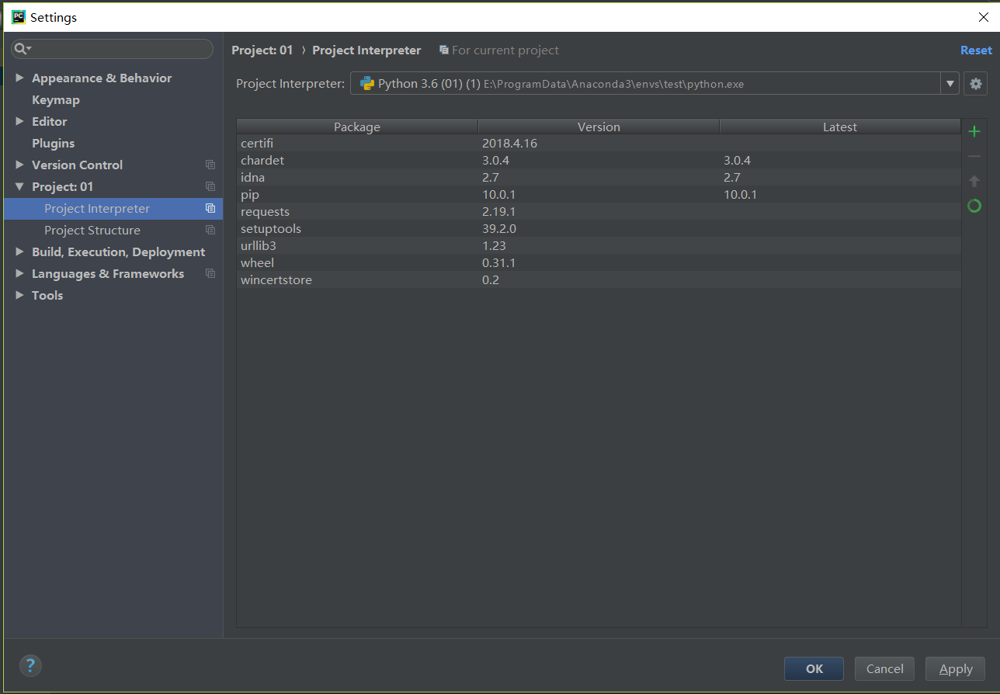 PC Settings
Project: 01 › Project Interpreter For current project Reset
Appearance & Behavior
Keymap
Editor
Plugins
Version Control
Project: 01
Project Interpreter
Project Structure
Build, Execution, Deployment
Languages & Frameworks
Tools
Project Interpreter: Python 3.6 (01) (1) E:\ProgramData\Anaconda3\envs\test\python.exe
Package Version Latest
certifi 2018.4.16
chardet 3.0.4 3.0.4
idna 2.7 2.7
pip 10.0.1 10.0.1
requests 2.19.1
setuptools 39.2.0
urllib3 1.23
wheel 0.31.1
wincertstore 0.2
? OK Cancel Apply